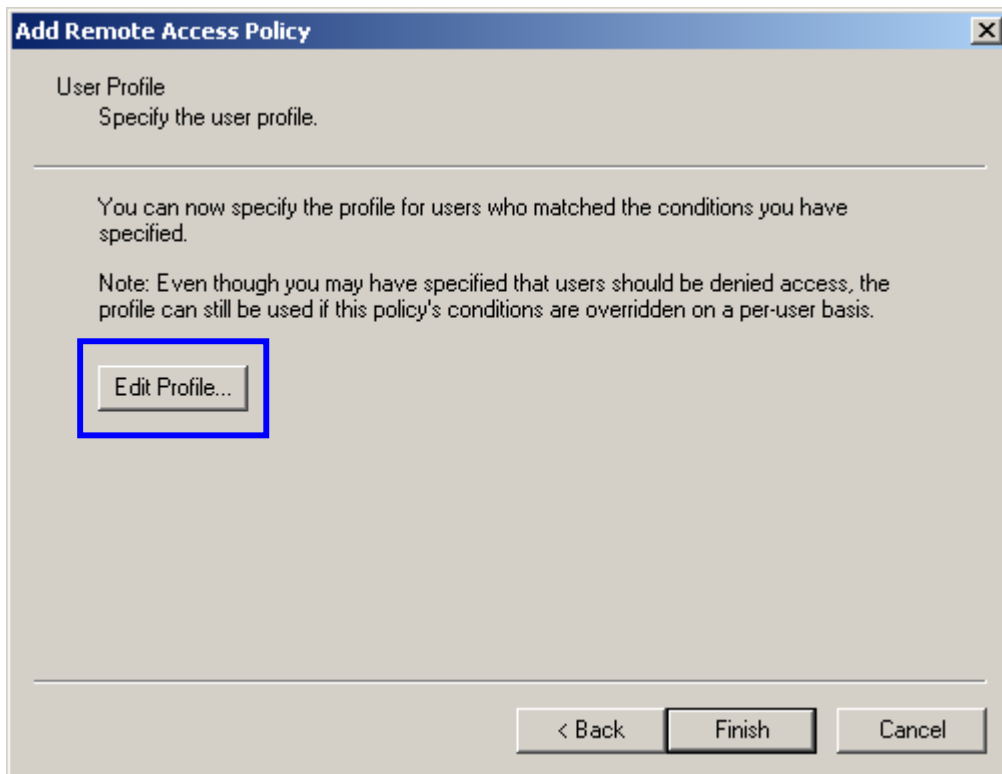 Add Remote Access Policy
User Profile
Specify the user profile.
You can now specify the profile for users who matched the conditions you have
specified.
Note: Even though you may have specified that users should be denied access, the
profile can still be used if this policy's conditions are overridden on a per-user basis.
Edit Profile...
< Back Finish Cancel